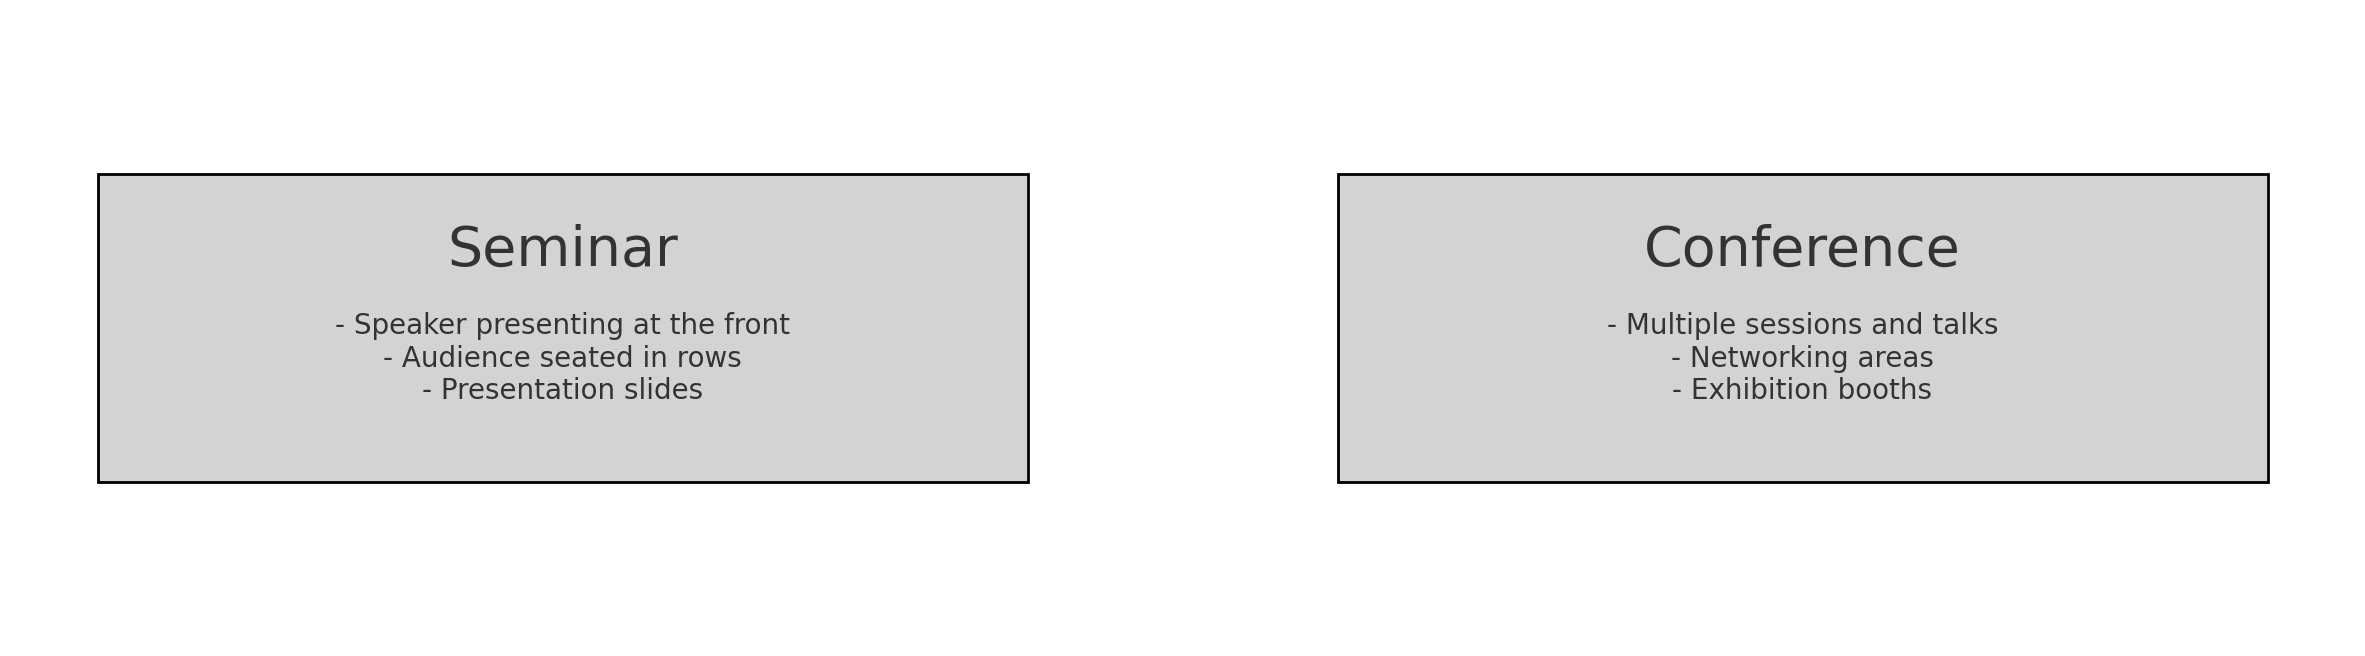 Seminar
- Speaker presenting at the front
- Audience seated in rows
- Presentation slides
Conference
- Multiple sessions and talks
- Networking areas
- Exhibition booths